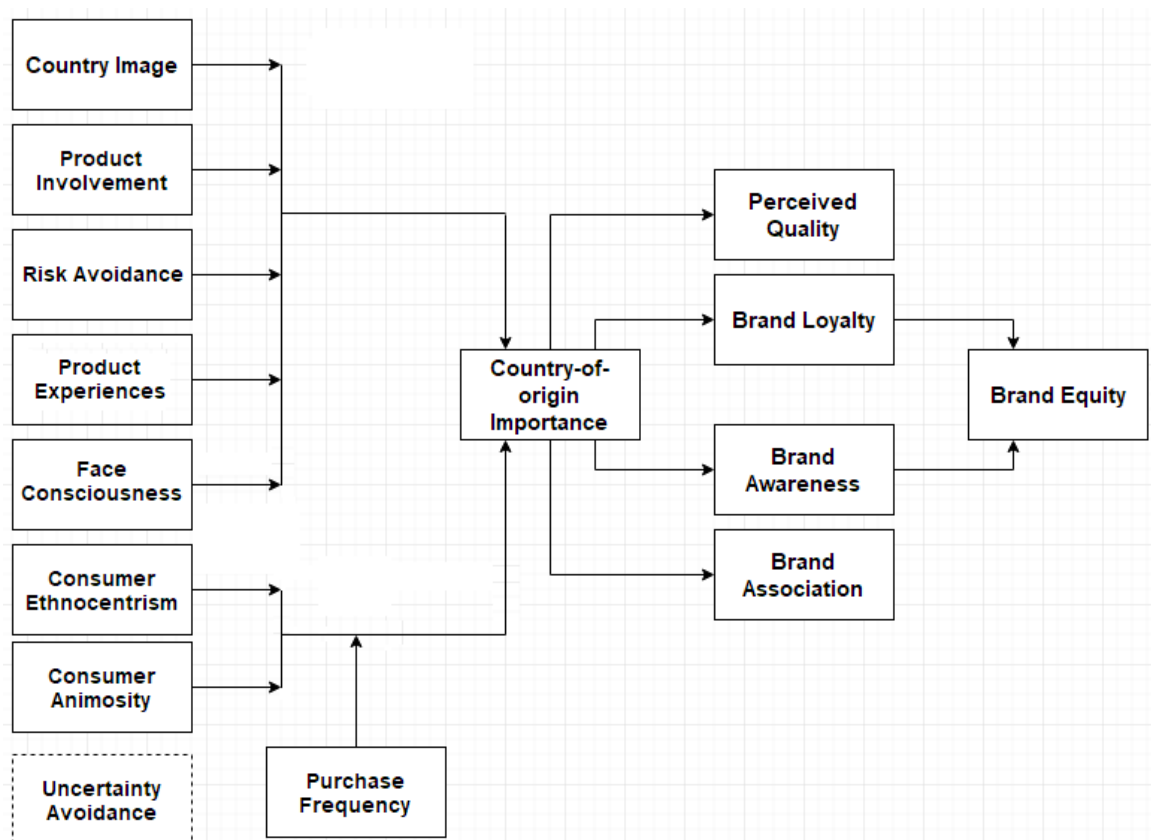 Country Image
Product
Involvement
Risk Avoidance
Product
Experiences
Face
Consciousness
Consumer
Ethnocentrism
Consumer
Animosity
Uncertainty
Avoidance
Purchase
Frequency
Country-of-
origin
Importance
Perceived
Quality
Brand Loyalty
Brand
Awareness
Brand
Association
Brand Equity